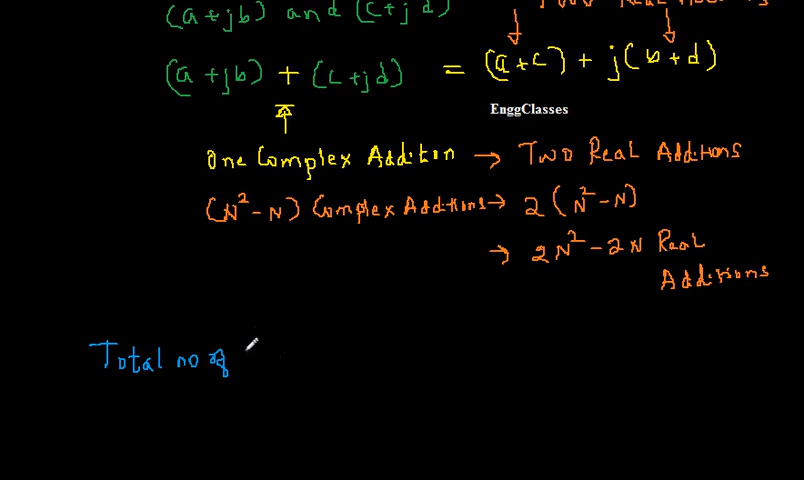 (a+jb) and (c+jd)
(a+jb) + (c+jd) = (a+c) + j(b+d)
EnggClasses
One Complex Additon → Two Real Additions
(N²-N) Complex Additions → 2(N²-N)
→ 2N²-2N Real
Additions
Total no of